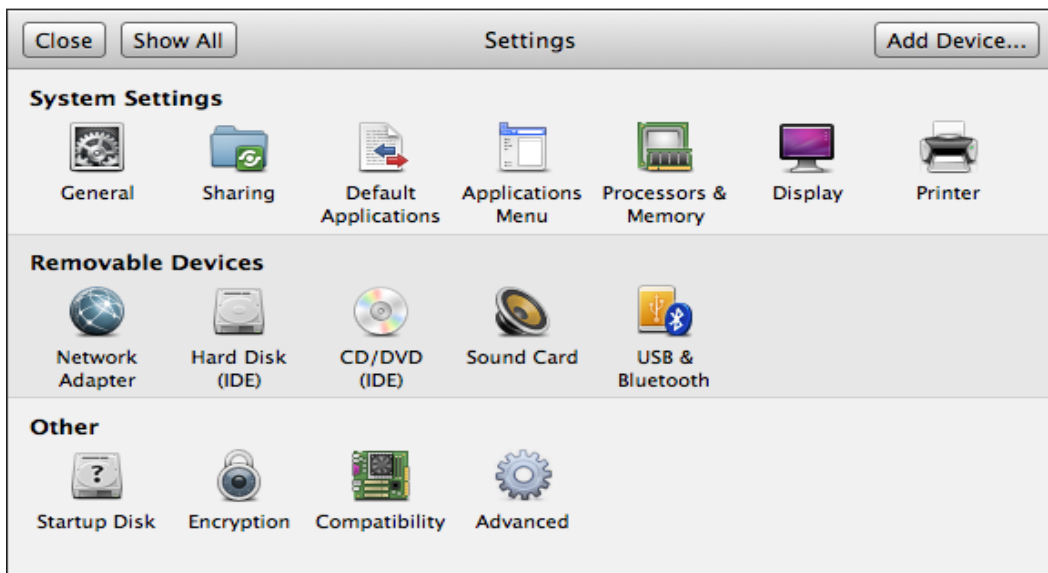 Close Show All Settings Add Device...
System Settings
General Sharing Default Applications Applications Menu Processors & Memory Display Printer
Removable Devices
Network Adapter Hard Disk (IDE) CD/DVD (IDE) Sound Card USB & Bluetooth
Other
?
Startup Disk Encryption Compatibility Advanced